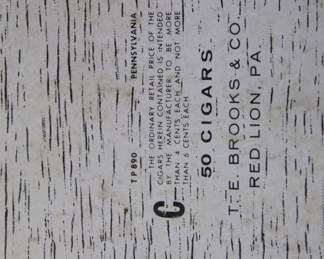 TP 890 PENNSYLVANIA
C
THE ORDINARY RETAIL PRICE OF THE
CIGARS HEREIN CONTAINED IS INTENDED
BY THE MANUFACTURER TO BE MORE
THAN 4 CENTS EACH AND NOT MORE
THAN 6 CENTS EACH
50 CIGARS
T. E. BROOKS & CO.
RED LION, PA.